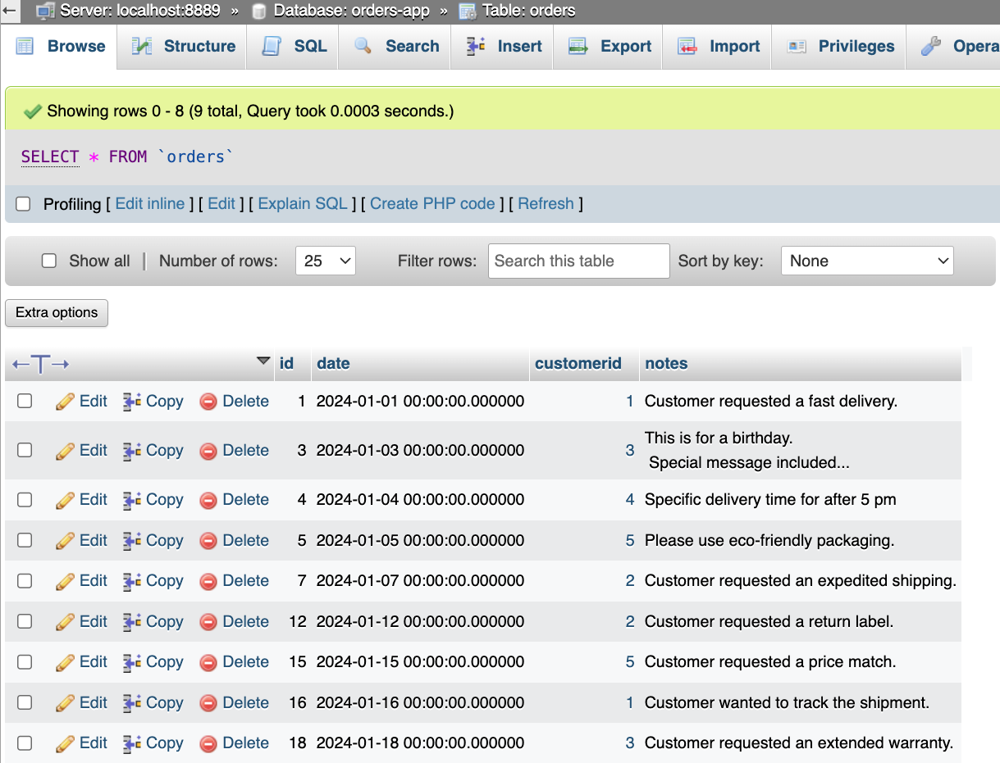 Server: localhost:8889 » Database: orders-app » Table: orders
Browse Structure SQL Search Insert Export Import Privileges Opera
Showing rows 0 - 8 (9 total, Query took 0.0003 seconds.)
SELECT * FROM `orders`
Profiling [ Edit inline ] [ Edit ] [ Explain SQL ] [ Create PHP code ] [ Refresh ]
Show all | Number of rows: 25 Filter rows: Search this table Sort by key: None
Extra options
←T→ id date customerid notes
Edit Copy Delete 1 2024-01-01 00:00:00.000000 1 Customer requested a fast delivery.
Edit Copy Delete 3 2024-01-03 00:00:00.000000 3 This is for a birthday.
Special message included...
Edit Copy Delete 4 2024-01-04 00:00:00.000000 4 Specific delivery time for after 5 pm
Edit Copy Delete 5 2024-01-05 00:00:00.000000 5 Please use eco-friendly packaging.
Edit Copy Delete 7 2024-01-07 00:00:00.000000 2 Customer requested an expedited shipping.
Edit Copy Delete 12 2024-01-12 00:00:00.000000 2 Customer requested a return label.
Edit Copy Delete 15 2024-01-15 00:00:00.000000 5 Customer requested a price match.
Edit Copy Delete 16 2024-01-16 00:00:00.000000 1 Customer wanted to track the shipment.
Edit Copy Delete 18 2024-01-18 00:00:00.000000 3 Customer requested an extended warranty.